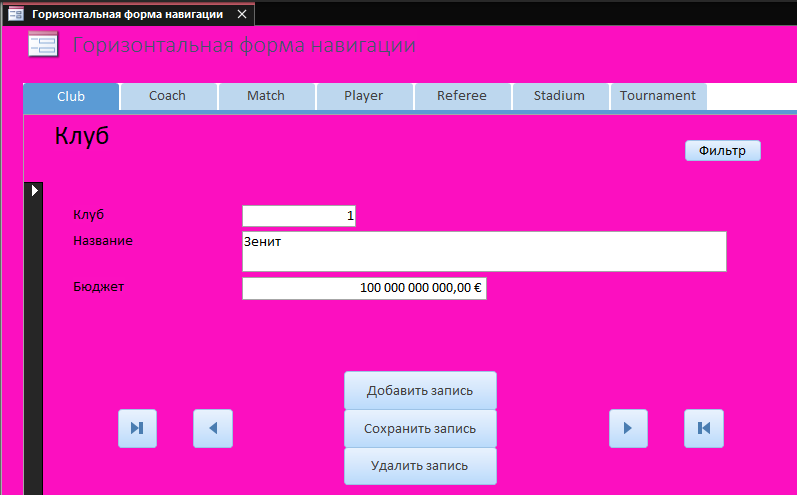 Горизонтальная форма навигации
Горизонтальная форма навигации
Club Coach Match Player Referee Stadium Tournament
Клуб
Фильтр
Клуб 1
Название Зенит
Бюджет 100 000 000 000,00 €
Добавить запись
Сохранить запись
Удалить запись